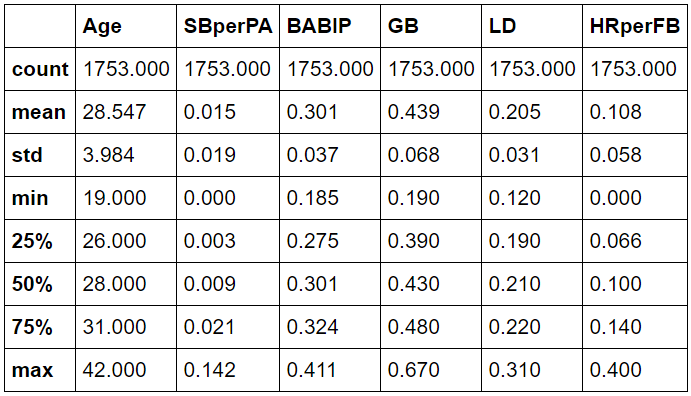 Age SBperPA BABIP GB LD HRperFB
count 1753.000 1753.000 1753.000 1753.000 1753.000 1753.000
mean 28.547 0.015 0.301 0.439 0.205 0.108
std 3.984 0.019 0.037 0.068 0.031 0.058
min 19.000 0.000 0.185 0.190 0.120 0.000
25% 26.000 0.003 0.275 0.390 0.190 0.066
50% 28.000 0.009 0.301 0.430 0.210 0.100
75% 31.000 0.021 0.324 0.480 0.220 0.140
max 42.000 0.142 0.411 0.670 0.310 0.400